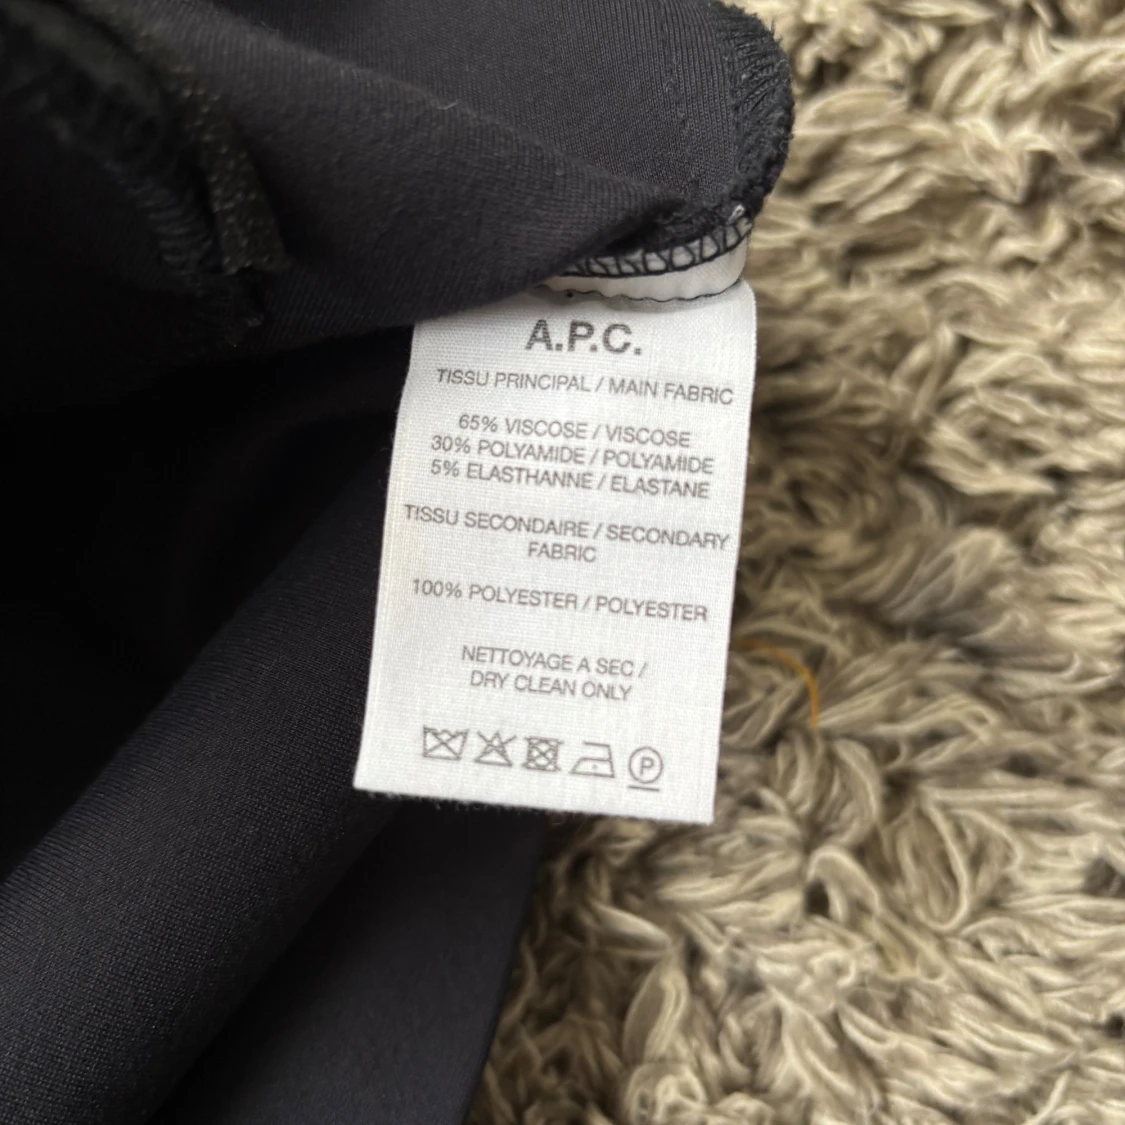 A.P.C.
TISSU PRINCIPAL / MAIN FABRIC
65% VISCOSE / VISCOSE
30% POLYAMIDE / POLYAMIDE
5% ELASTHANNE / ELASTANE
TISSU SECONDAIRE / SECONDARY
FABRIC
100% POLYESTER / POLYESTER
NETTOYAGE A SEC /
DRY CLEAN ONLY
P